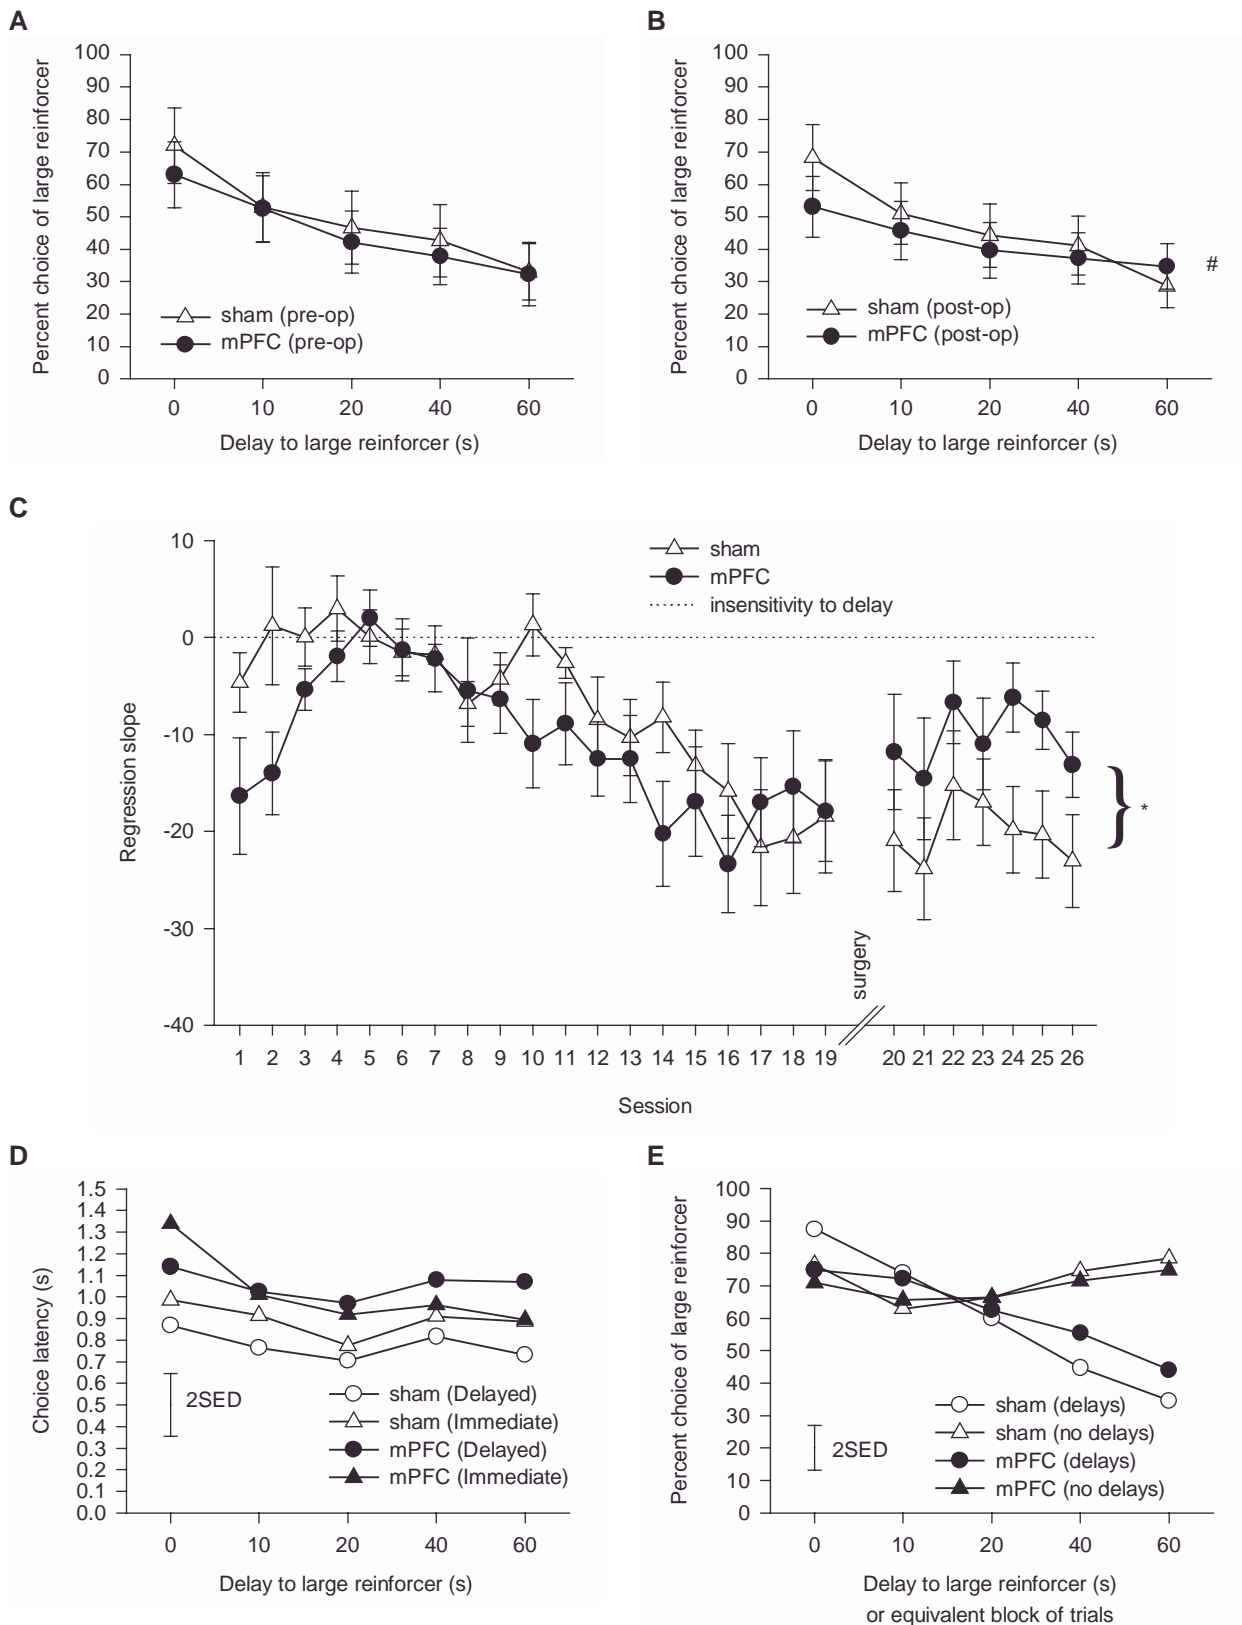 A
100
90
80
70
60
50
40
30
20
10
0
Percent choice of large reinforcer
sham (pre-op)
mPFC (pre-op)
0 10 20 40 60
Delay to large reinforcer (s)
B
100
90
80
70
60
50
40
30
20
10
0
Percent choice of large reinforcer
sham (post-op)
mPFC (post-op)
#
0 10 20 40 60
Delay to large reinforcer (s)
C
10
0
-10
-20
-30
-40
Regression slope
sham
mPFC
insensitivity to delay
} *
surgery
1 2 3 4 5 6 7 8 9 10 11 12 13 14 15 16 17 18 19 20 21 22 23 24 25 26
Session
D
1.5
1.4
1.3
1.2
1.1
1.0
0.9
0.8
0.7
0.6
0.5
0.4
0.3
0.2
0.1
0.0
Choice latency (s)
2SED
sham (Delayed)
sham (Immediate)
mPFC (Delayed)
mPFC (Immediate)
0 10 20 40 60
Delay to large reinforcer (s)
E
100
90
80
70
60
50
40
30
20
10
0
Percent choice of large reinforcer
2SED
sham (delays)
sham (no delays)
mPFC (delays)
mPFC (no delays)
0 10 20 40 60
Delay to large reinforcer (s)
or equivalent block of trials